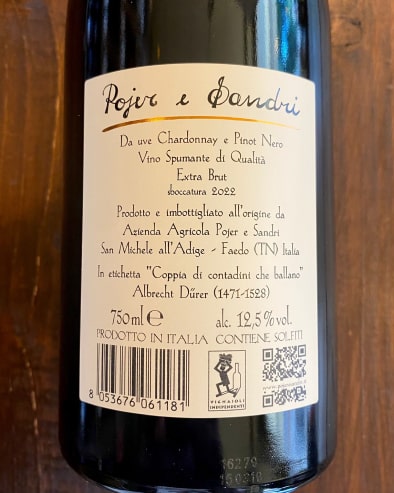 Pojer e Sandri
Da uve Chardonnay e Pinot Nero
Vino Spumante di Qualità
Extra Brut
sboccatura 2022
Prodotto e imbottigliato all'origine da
Azienda Agricola Pojer e Sandri
San Michele all'Adige - Faedo (TN) Italia
In etichetta "Coppia di contadini che ballano"
Albrecht Dűrer (1471-1528)
750ml e alc. 12,5% vol.
PRODOTTO IN ITALIA CONTIENE SOLFITI
8 053676 061181
VIGNAIOLI
INDIPENDENTI